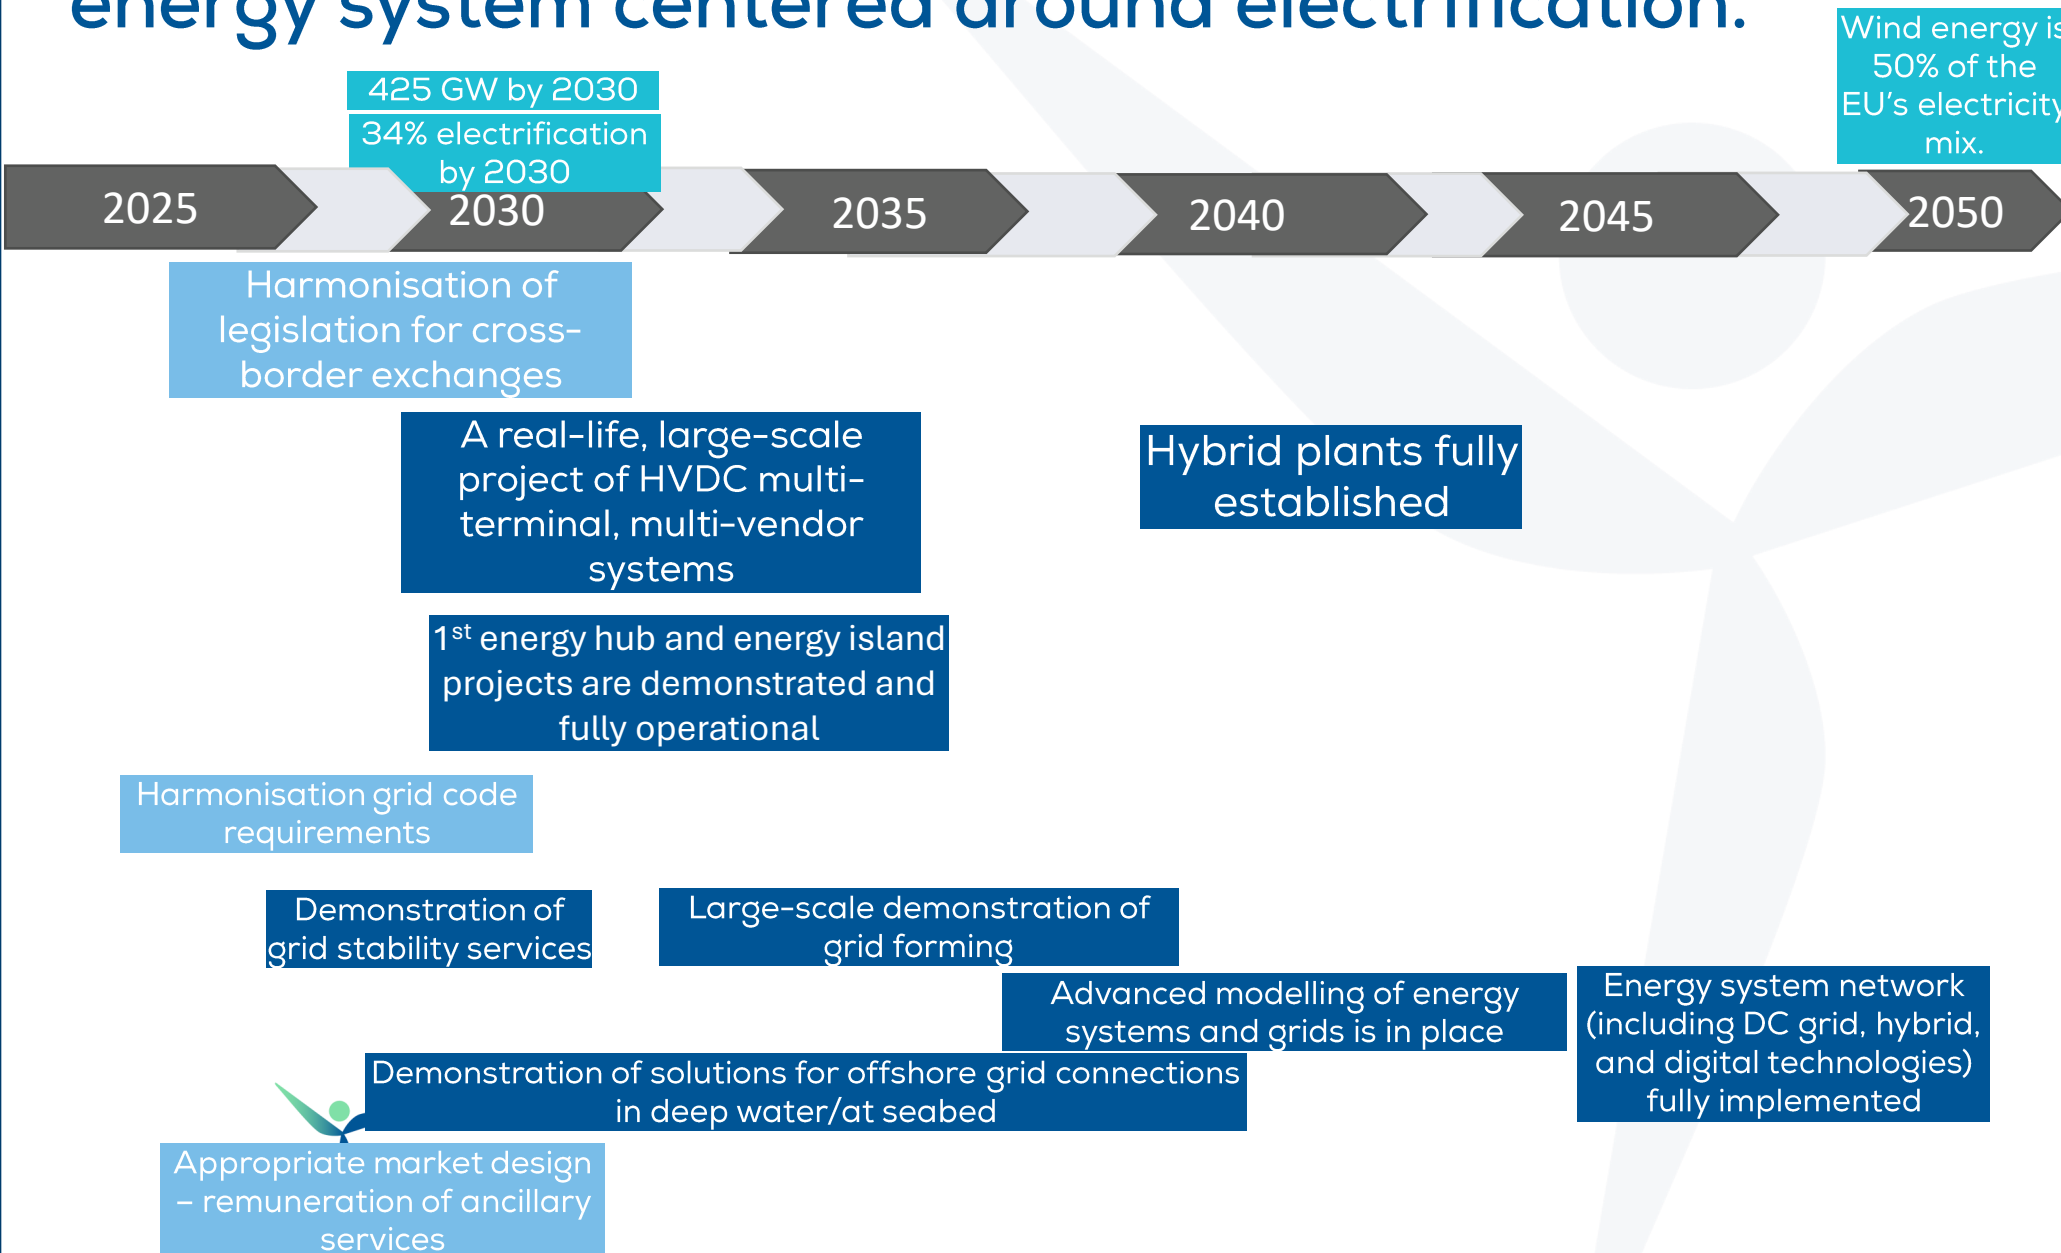 energy system centered around electrification.
Wind energy is
50% of the
EU's electricity
mix.
425 GW by 2030
34% electrification
by 2030
2025
2030
2035
2040
2045
2050
Harmonisation of
legislation for cross-
border exchanges
A real-life, large-scale
project of HVDC multi-
terminal, multi-vendor
systems
Hybrid plants fully
established
1st energy hub and energy island
projects are demonstrated and
fully operational
Harmonisation grid code
requirements
Demonstration of
grid stability services
Large-scale demonstration of
grid forming
Advanced modelling of energy
systems and grids is in place
Energy system network
(including DC grid, hybrid,
and digital technologies)
fully implemented
Demonstration of solutions for offshore grid connections
in deep water/at seabed
Appropriate market design
– remuneration of ancillary
services